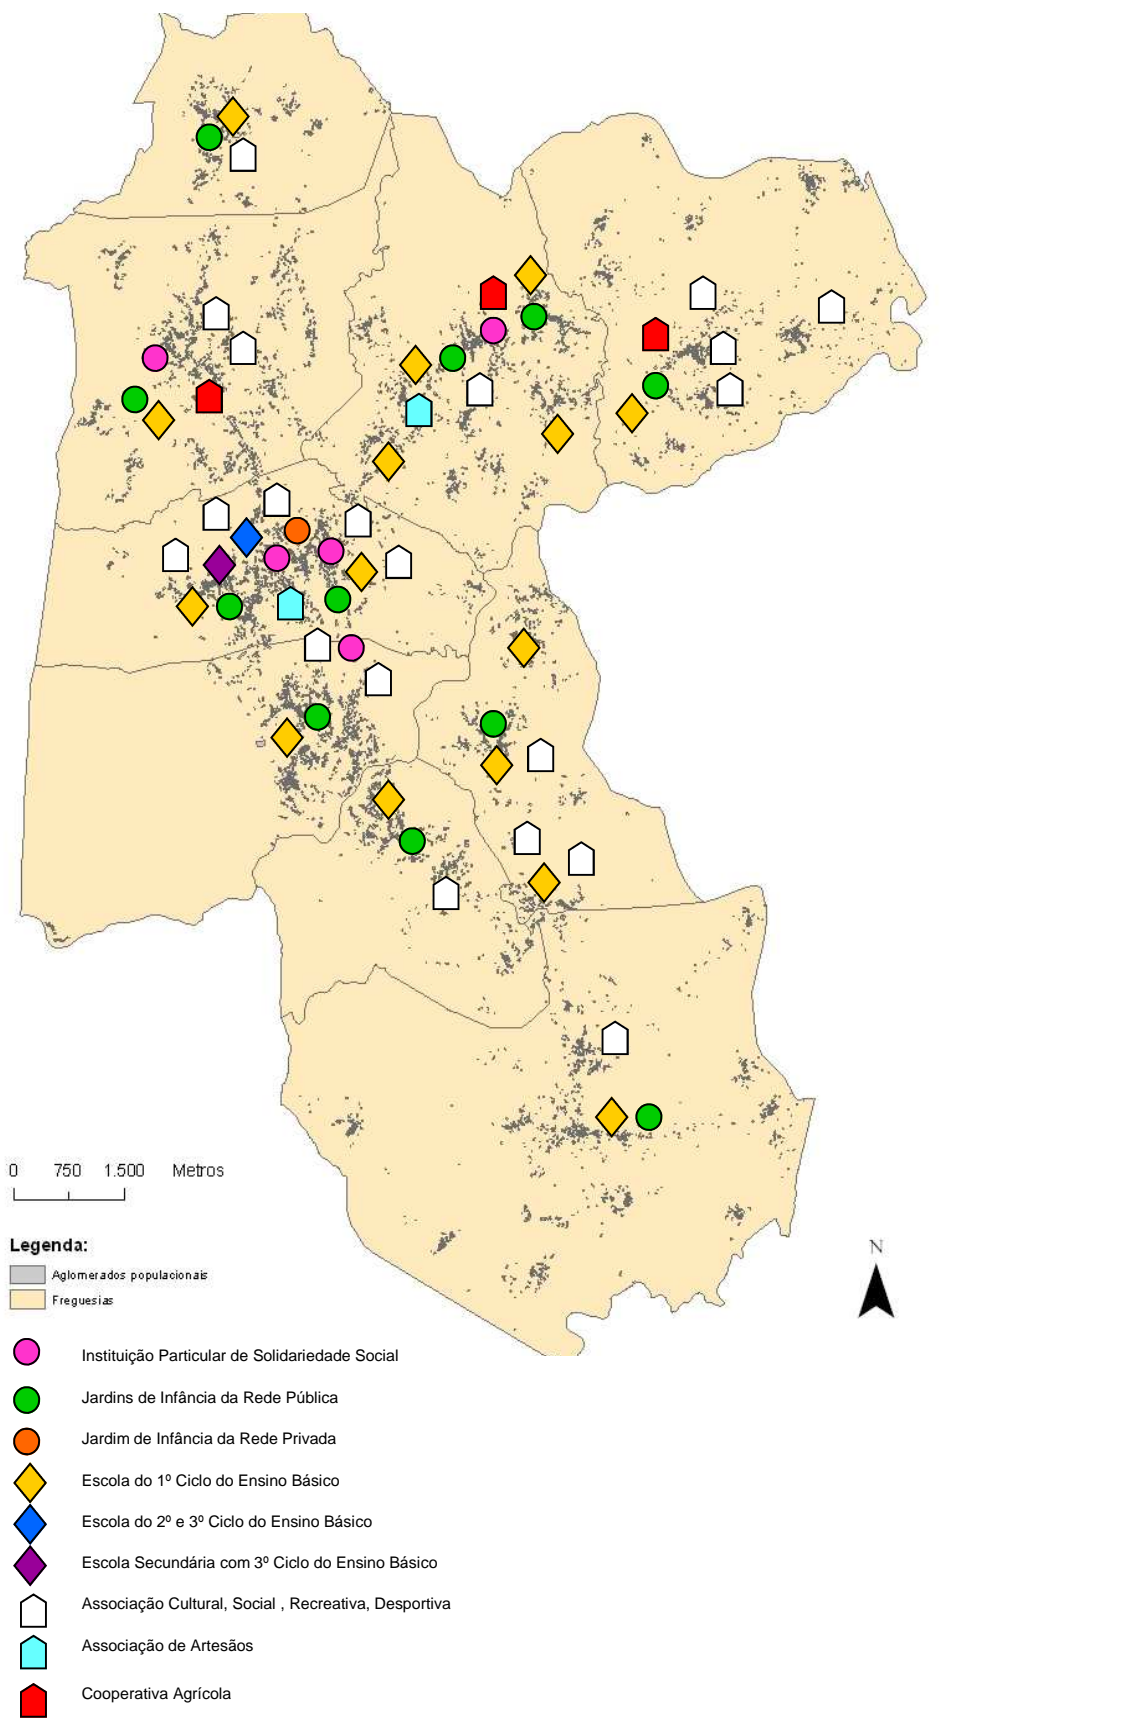 0 750 1.500 Metros
Legenda:
N
Aglomerados populacionais
Freguesias
Instituição Particular de Solidariedade Social
Jardins de Infância da Rede Pública
Jardim de Infância da Rede Privada
Escola do 1º Ciclo do Ensino Básico
Escola do 2º e 3º Ciclo do Ensino Básico
Escola Secundária com 3º Ciclo do Ensino Básico
Associação Cultural, Social , Recreativa, Desportiva
Associação de Artesãos
Cooperativa Agrícola